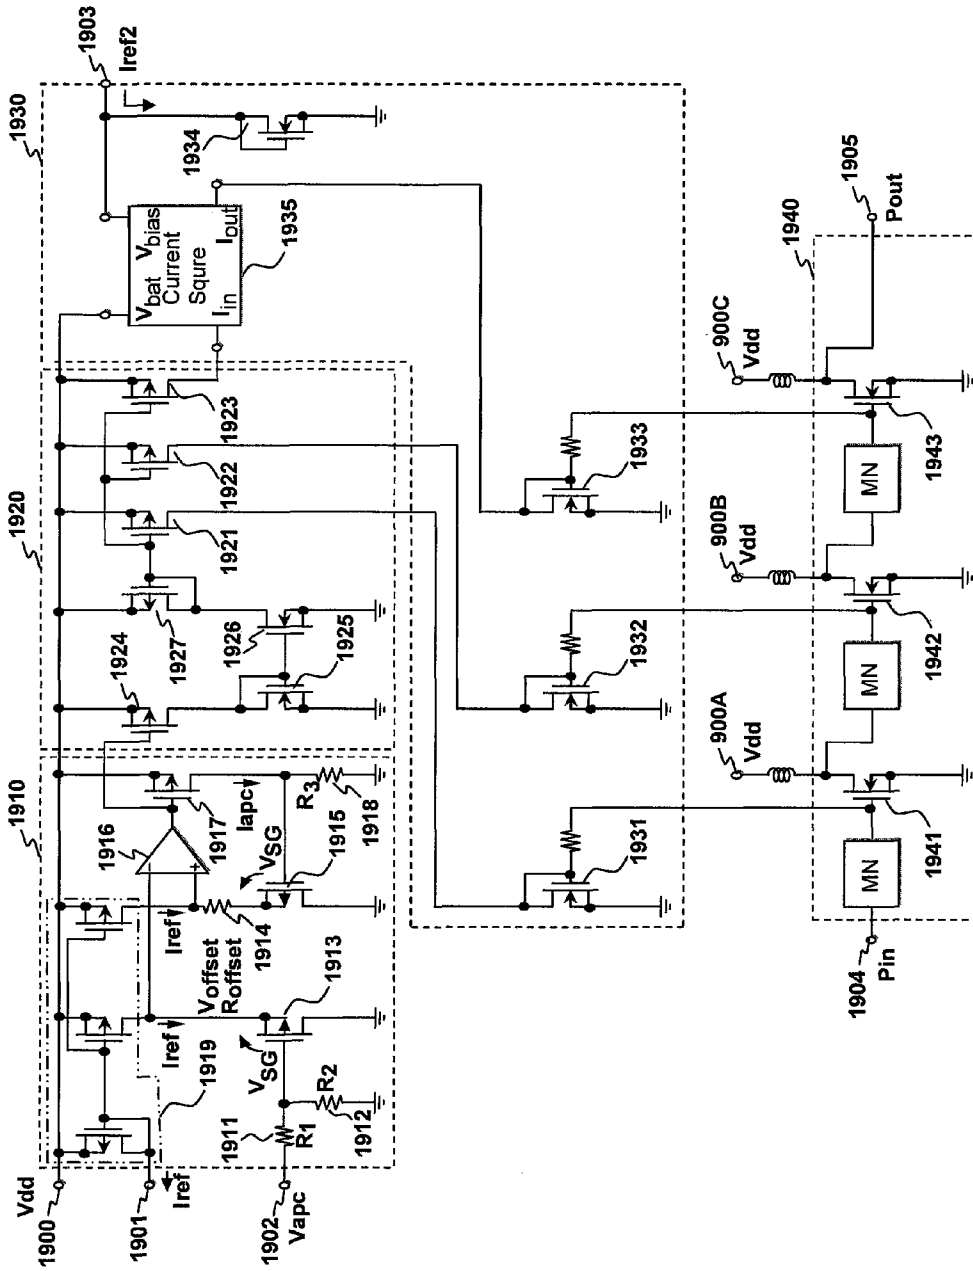 1930
1903
Iref2
1934
Vbat Vbias
Current
Squre
Iin Iout
1935
1920
1923
1922
1921
1924
1927
1926
1925
1910
1916
1917
Iapc
R3
1918
VSG
1915
Iref
1914
Voffset
Roffset
1913
Iref
VSG
1919
R2
1912
1911
R1
Vdd
1900
1901
Iref
1902
Vapc
1933
1932
1931
1905
Pout
1940
900C
Vdd
1943
MN
900B
Vdd
1942
MN
900A
Vdd
1941
MN
1904
Pin
+
−